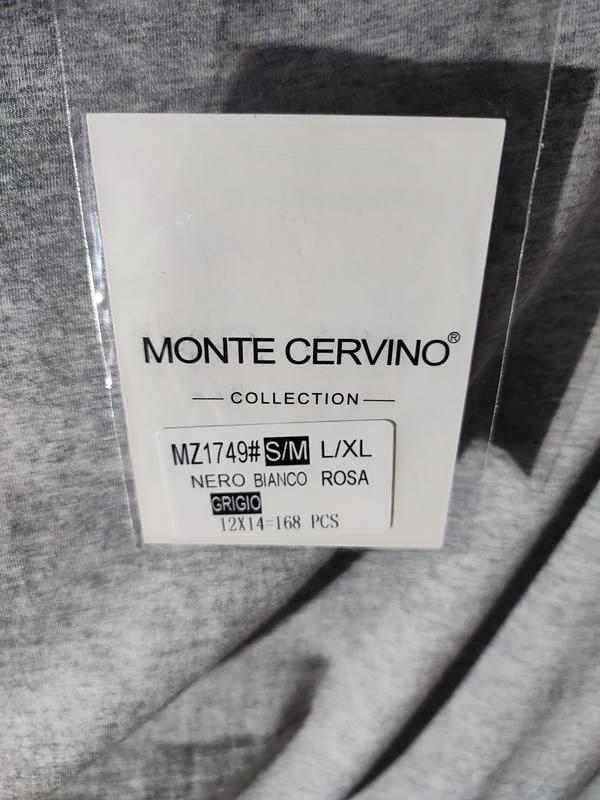 MONTE CERVINO®
COLLECTION
MZ1749# S/M L/XL
NERO BIANCO ROSA
GRIGIO
12X14=168 PCS